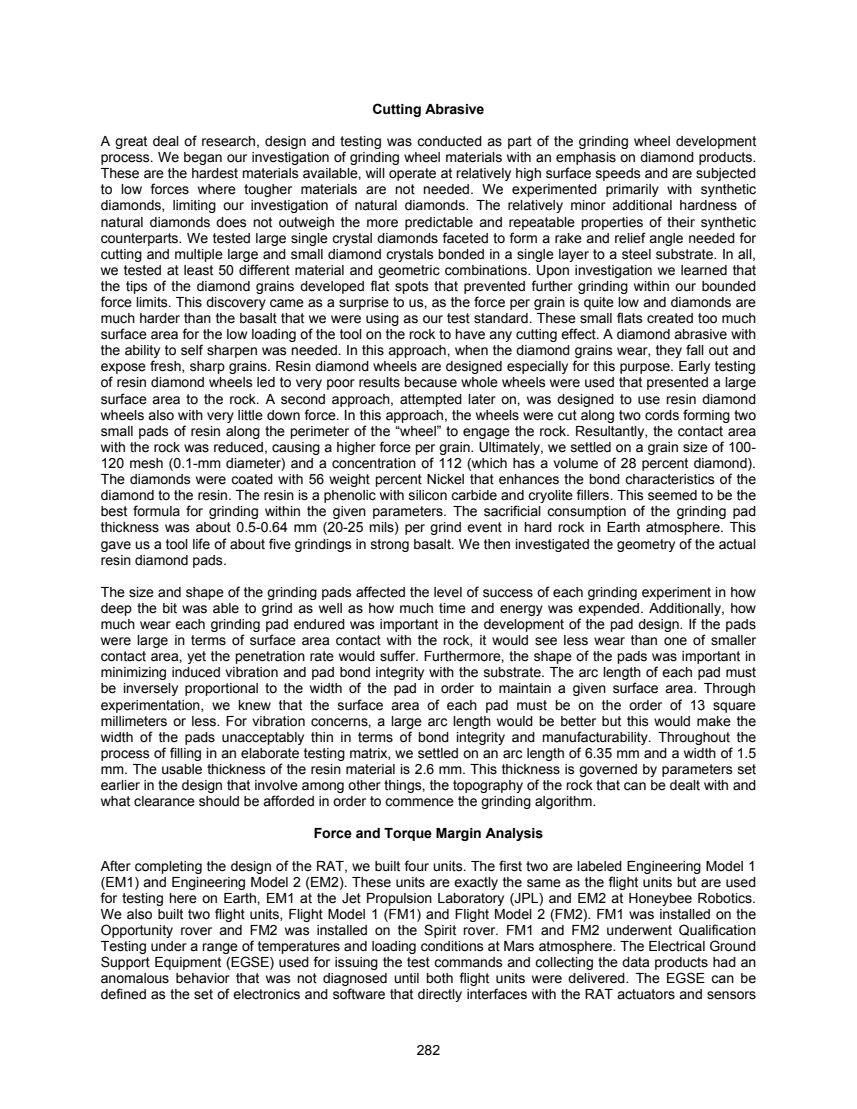 Cutting Abrasive
A great deal of research, design and testing was conducted as part of the grinding wheel development
process. We began our investigation of grinding wheel materials with an emphasis on diamond products.
These are the hardest materials available, will operate at relatively high surface speeds and are subjected
to low forces where tougher materials are not needed. We experimented primarily with synthetic
diamonds, limiting our investigation of natural diamonds. The relatively minor additional hardness of
natural diamonds does not outweigh the more predictable and repeatable properties of their synthetic
counterparts. We tested large single crystal diamonds faceted to form a rake and relief angle needed for
cutting and multiple large and small diamond crystals bonded in a single layer to a steel substrate. In all,
we tested at least 50 different material and geometric combinations. Upon investigation we learned that
the tips of the diamond grains developed flat spots that prevented further grinding within our bounded
force limits. This discovery came as a surprise to us, as the force per grain is quite low and diamonds are
much harder than the basalt that we were using as our test standard. These small flats created too much
surface area for the low loading of the tool on the rock to have any cutting effect. A diamond abrasive with
the ability to self sharpen was needed. In this approach, when the diamond grains wear, they fall out and
expose fresh, sharp grains. Resin diamond wheels are designed especially for this purpose. Early testing
of resin diamond wheels led to very poor results because whole wheels were used that presented a large
surface area to the rock. A second approach, attempted later on, was designed to use resin diamond
wheels also with very little down force. In this approach, the wheels were cut along two cords forming two
small pads of resin along the perimeter of the “wheel” to engage the rock. Resultantly, the contact area
with the rock was reduced, causing a higher force per grain. Ultimately, we settled on a grain size of 100-
120 mesh (0.1-mm diameter) and a concentration of 112 (which has a volume of 28 percent diamond).
The diamonds were coated with 56 weight percent Nickel that enhances the bond characteristics of the
diamond to the resin. The resin is a phenolic with silicon carbide and cryolite fillers. This seemed to be the
best formula for grinding within the given parameters. The sacrificial consumption of the grinding pad
thickness was about 0.5-0.64 mm (20-25 mils) per grind event in hard rock in Earth atmosphere. This
gave us a tool life of about five grindings in strong basalt. We then investigated the geometry of the actual
resin diamond pads.
The size and shape of the grinding pads affected the level of success of each grinding experiment in how
deep the bit was able to grind as well as how much time and energy was expended. Additionally, how
much wear each grinding pad endured was important in the development of the pad design. If the pads
were large in terms of surface area contact with the rock, it would see less wear than one of smaller
contact area, yet the penetration rate would suffer. Furthermore, the shape of the pads was important in
minimizing induced vibration and pad bond integrity with the substrate. The arc length of each pad must
be inversely proportional to the width of the pad in order to maintain a given surface area. Through
experimentation, we knew that the surface area of each pad must be on the order of 13 square
millimeters or less. For vibration concerns, a large arc length would be better but this would make the
width of the pads unacceptably thin in terms of bond integrity and manufacturability. Throughout the
process of filling in an elaborate testing matrix, we settled on an arc length of 6.35 mm and a width of 1.5
mm. The usable thickness of the resin material is 2.6 mm. This thickness is governed by parameters set
earlier in the design that involve among other things, the topography of the rock that can be dealt with and
what clearance should be afforded in order to commence the grinding algorithm.
Force and Torque Margin Analysis
After completing the design of the RAT, we built four units. The first two are labeled Engineering Model 1
(EM1) and Engineering Model 2 (EM2). These units are exactly the same as the flight units but are used
for testing here on Earth, EM1 at the Jet Propulsion Laboratory (JPL) and EM2 at Honeybee Robotics.
We also built two flight units, Flight Model 1 (FM1) and Flight Model 2 (FM2). FM1 was installed on the
Opportunity rover and FM2 was installed on the Spirit rover. FM1 and FM2 underwent Qualification
Testing under a range of temperatures and loading conditions at Mars atmosphere. The Electrical Ground
Support Equipment (EGSE) used for issuing the test commands and collecting the data products had an
anomalous behavior that was not diagnosed until both flight units were delivered. The EGSE can be
defined as the set of electronics and software that directly interfaces with the RAT actuators and sensors
282